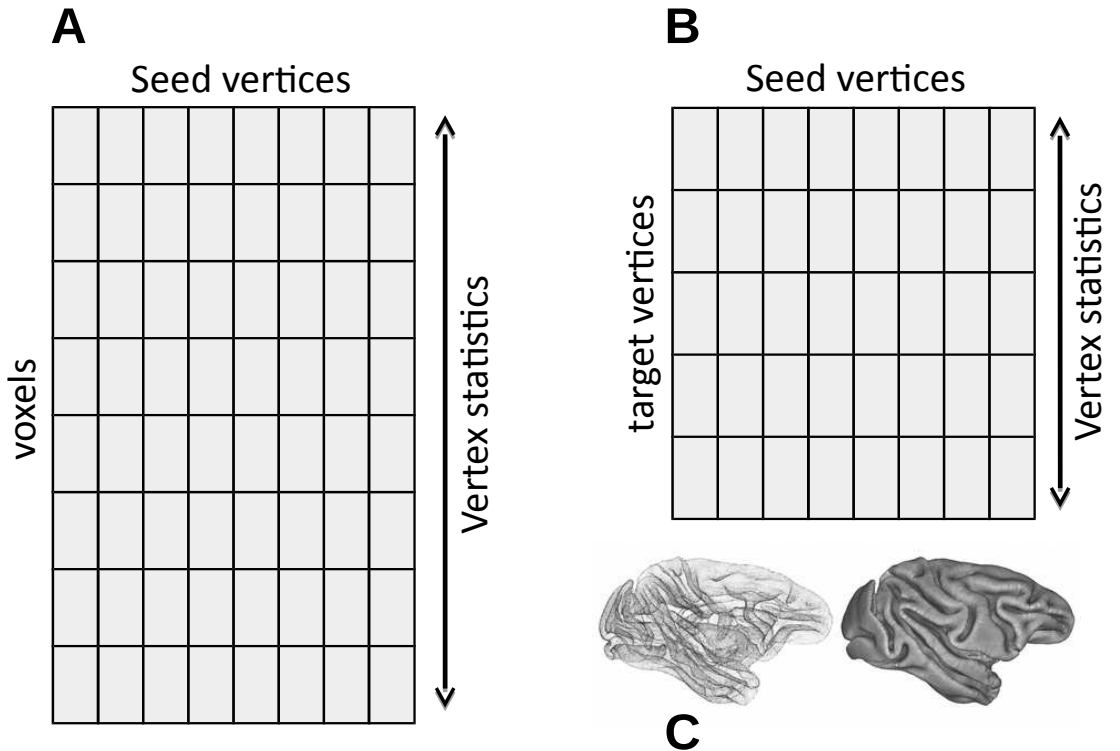 A
Seed vertices
voxels
Vertex statistics
B
Seed vertices
target vertices
Vertex statistics
C